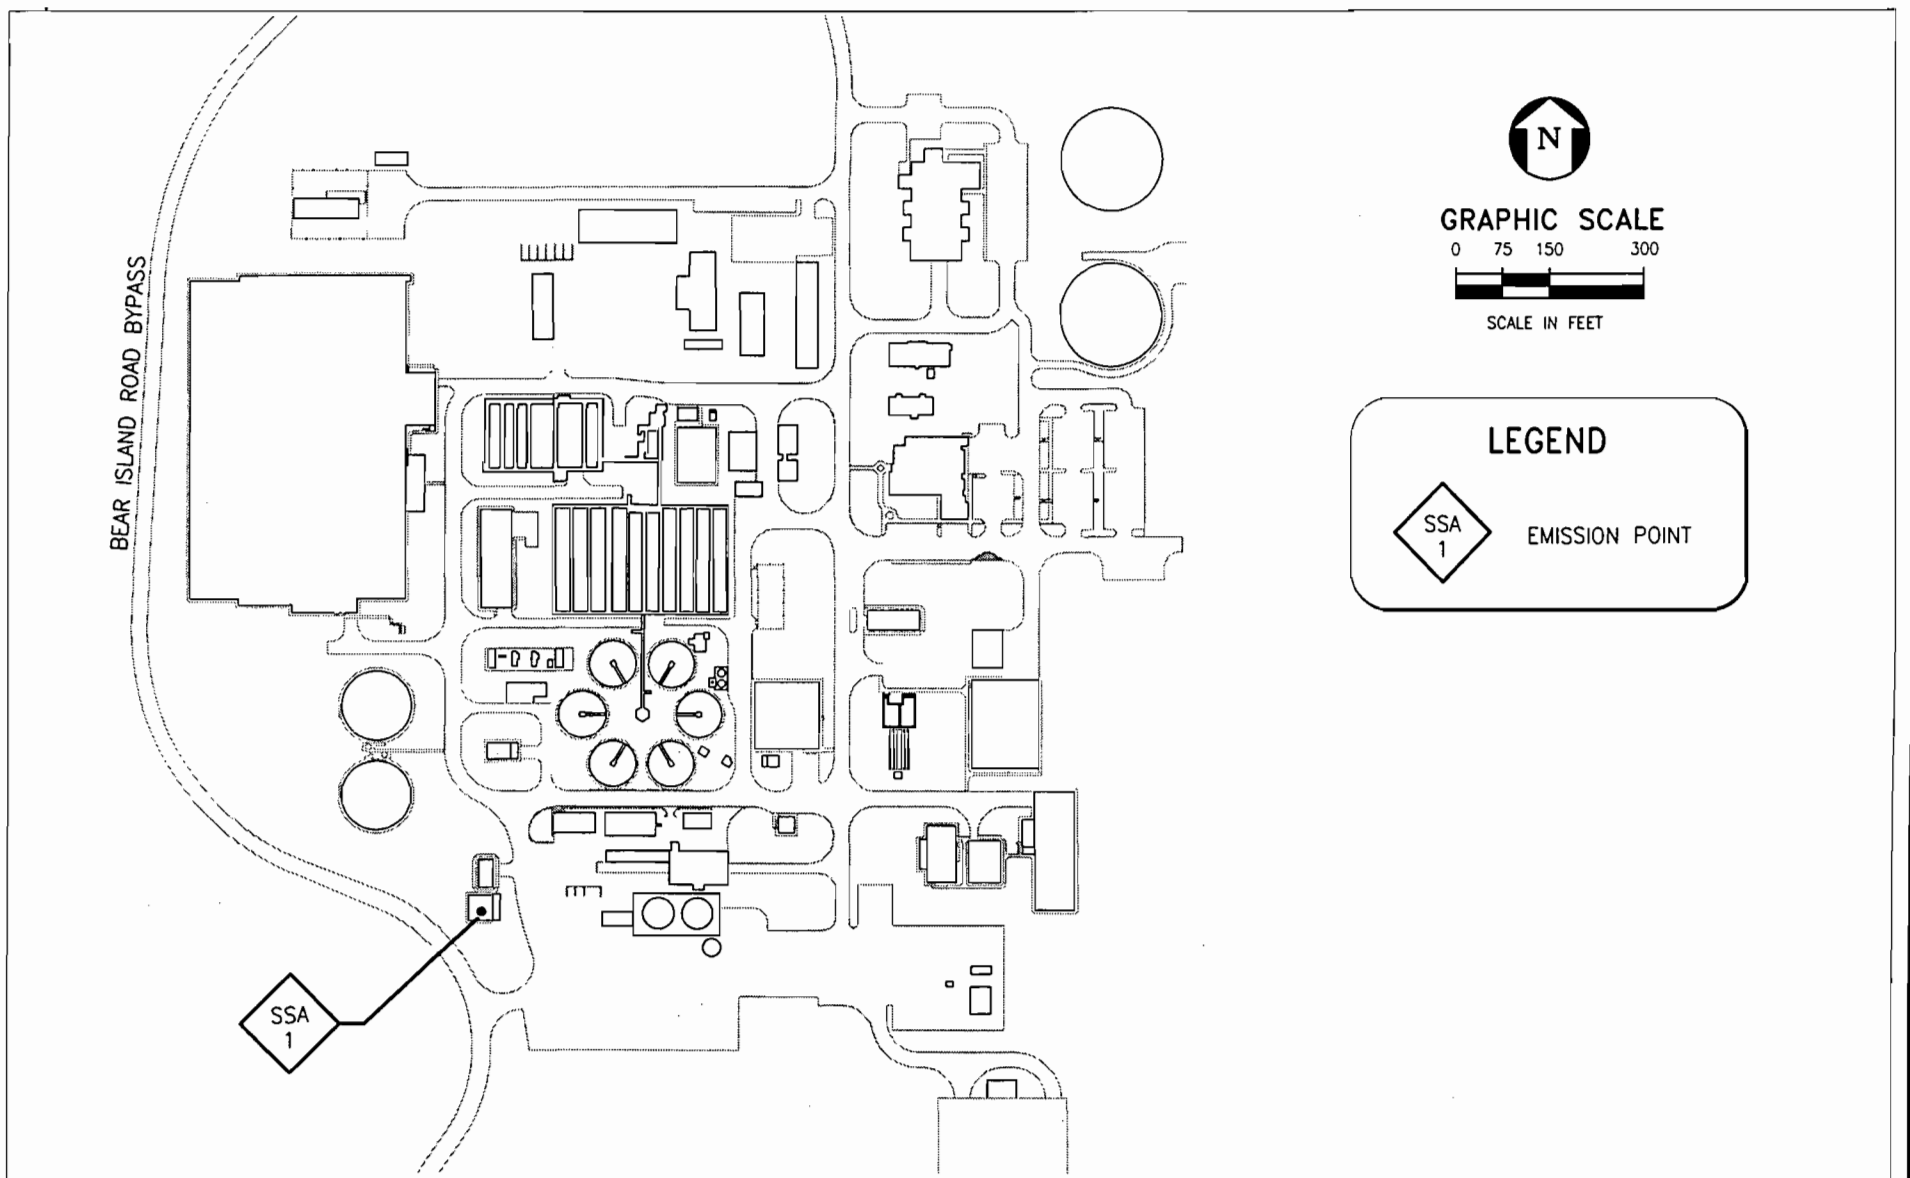 N
GRAPHIC SCALE
0 75 150 300
SCALE IN FEET
BEAR ISLAND ROAD BYPASS
LEGEND
SSA
1
EMISSION POINT
SSA
1